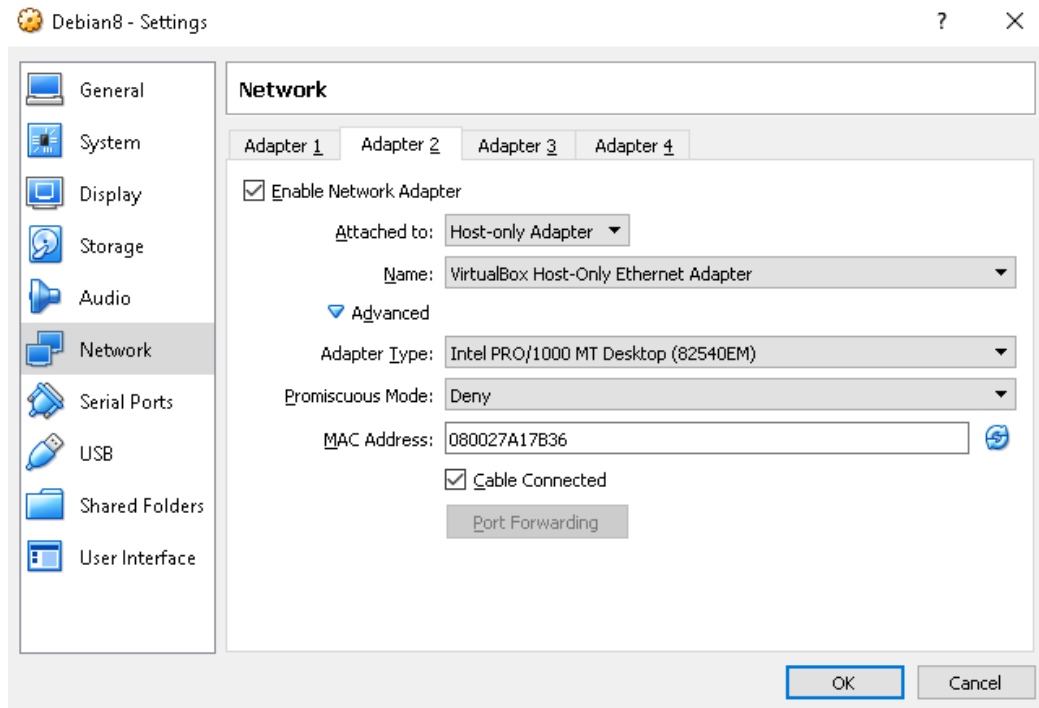 Debian8 - Settings
?
General
System
Display
Storage
Audio
Network
Serial Ports
USB
Shared Folders
User Interface
Network
Adapter 1 Adapter 2 Adapter 3 Adapter 4
Enable Network Adapter
Attached to: Host-only Adapter
Name: VirtualBox Host-Only Ethernet Adapter
Advanced
Adapter Type: Intel PRO/1000 MT Desktop (82540EM)
Promiscuous Mode: Deny
MAC Address: 080027A17B36
Cable Connected
Port Forwarding
OK Cancel